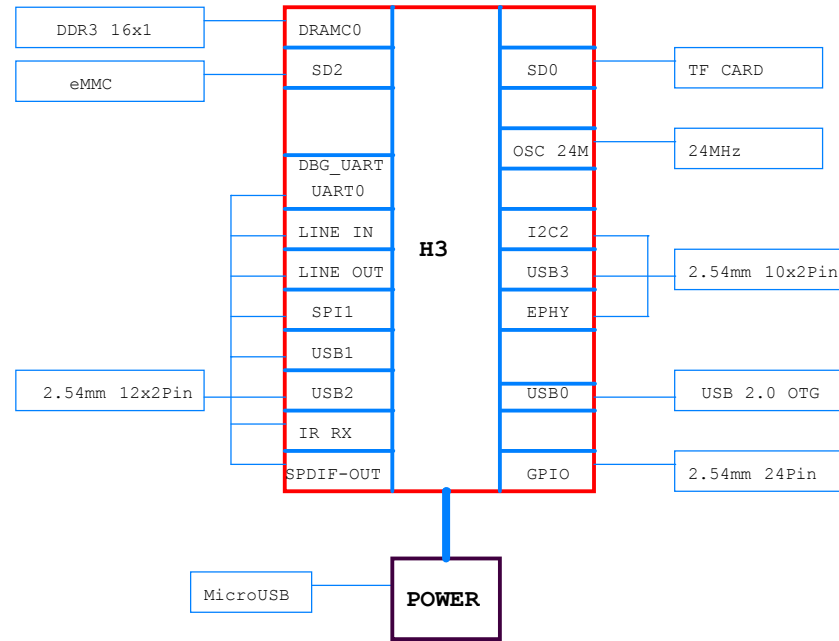 DDR3 16x1
DRAMC0
eMMC
SD2
SD0
TF CARD
OSC 24M
24MHz
DBG_UART
UART0
LINE IN
I2C2
H3
LINE OUT
USB3
2.54mm 10x2Pin
SPI1
EPHY
USB1
2.54mm 12x2Pin
USB2
USB0
USB 2.0 OTG
IR RX
SPDIF-OUT
GPIO
2.54mm 24Pin
MicroUSB
POWER